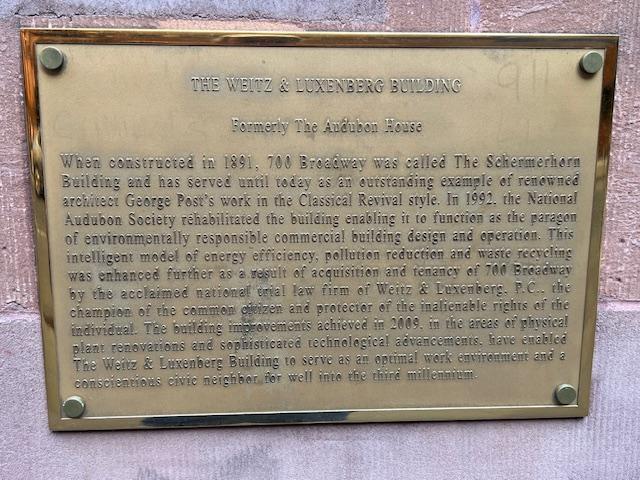 THE WEITZ & LUXENBERG BUILDING
Formerly The Audubon House
When constructed in 1891, 700 Broadway was called The Schermerhorn
Building and has served until today as an outstanding example of renowned
architect George Post's work in the Classical Revival style. In 1992, the National
Audubon Society rehabilitated the building enabling it to function as the paragon
of environmentally responsible commercial building design and operation. This
intelligent model of energy efficiency, pollution reduction and waste recycling
was enhanced further as a result of acquisition and tenancy of 700 Broadway
by the acclaimed national trial law firm of Weitz & Luxenberg, P.C., the
champion of the common citizen and protector of the inalienable rights of the
individual. The building improvements achieved in 2009, in the areas of physical
plant renovations and sophisticated technological advancements, have enabled
The Weitz & Luxenberg Building to serve as an optimal work environment and a
conscientious civic neighbor for well into the third millennium.